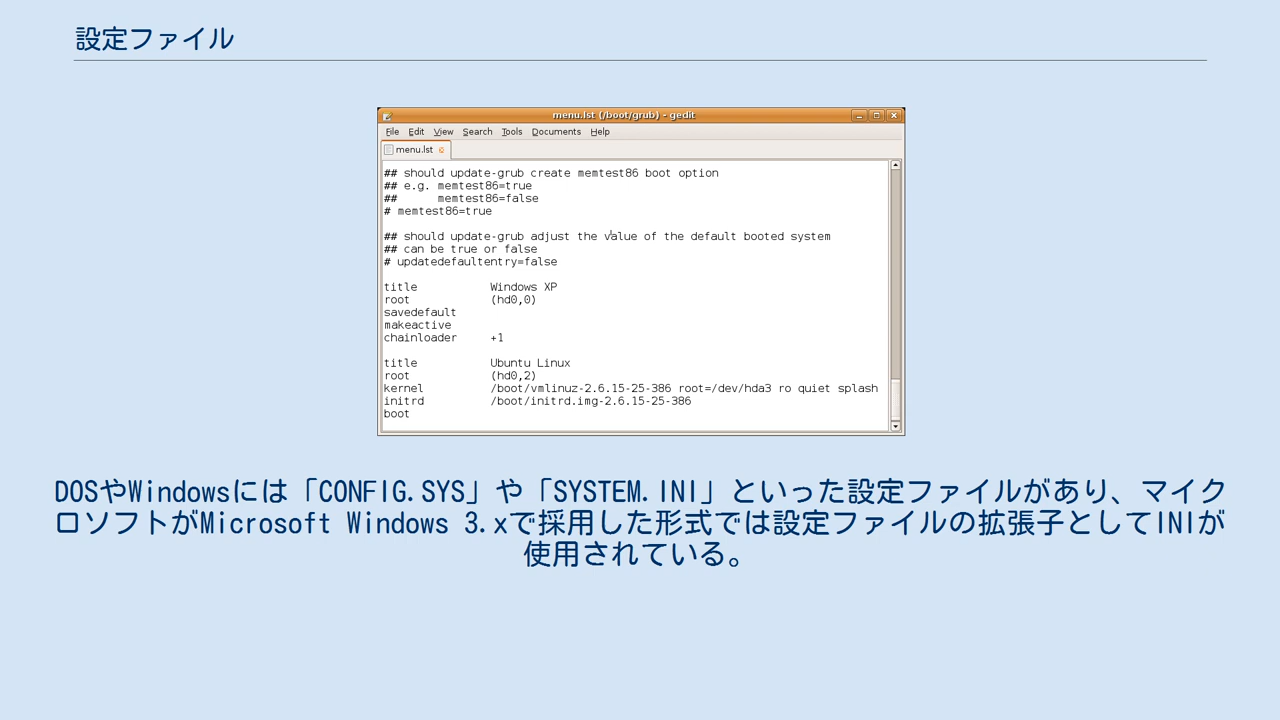 設定ファイル
menu.lst (/boot/grub) - gedit
File Edit View Search Tools Documents Help
menu.lst
## should update-grub create memtest86 boot option
## e.g. memtest86=true
##      memtest86=false
# memtest86=true
## should update-grub adjust the value of the default booted system
## can be true or false
# updatedefaultentry=false
title           Windows XP
root            (hd0,0)
savedefault
makeactive
chainloader     +1
title           Ubuntu Linux
root            (hd0,2)
kernel          /boot/vmlinuz-2.6.15-25-386 root=/dev/hda3 ro quiet splash
initrd          /boot/initrd.img-2.6.15-25-386
boot
DOSやWindowsには「CONFIG.SYS」や「SYSTEM.INI」といった設定ファイルがあり、マイク
ロソフトがMicrosoft Windows 3.xで採用した形式では設定ファイルの拡張子としてINIが
使用されている。